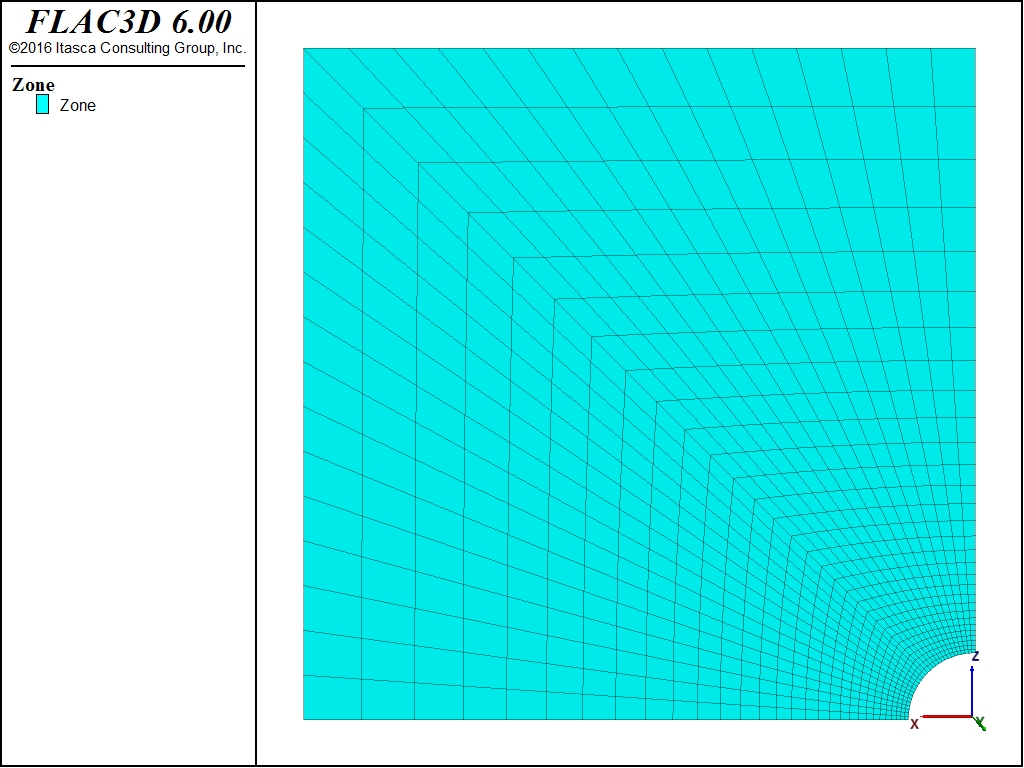 FLAC3D 6.00
©2016 Itasca Consulting Group, Inc.
Zone
Zone
Z
X
Y